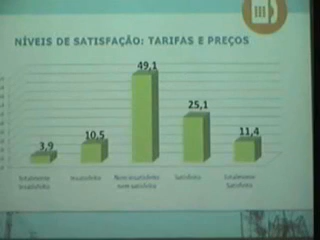 NÍVEIS DE SATISFAÇÃO: TARIFAS E PREÇOS
49,1
25,1
10,5
11,4
3,9
Totalmente Insatisfeito
Insatisfeito
Nem insatisfeito nem satisfeito
Satisfeito
Totalmente Satisfeito